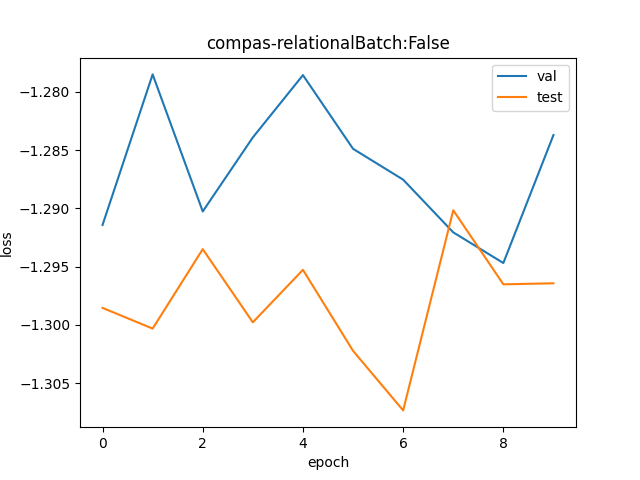 compas-relationalBatch:False
val
test
−1.280
−1.285
−1.290
−1.295
−1.300
−1.305
loss
0
2
4
6
8
epoch